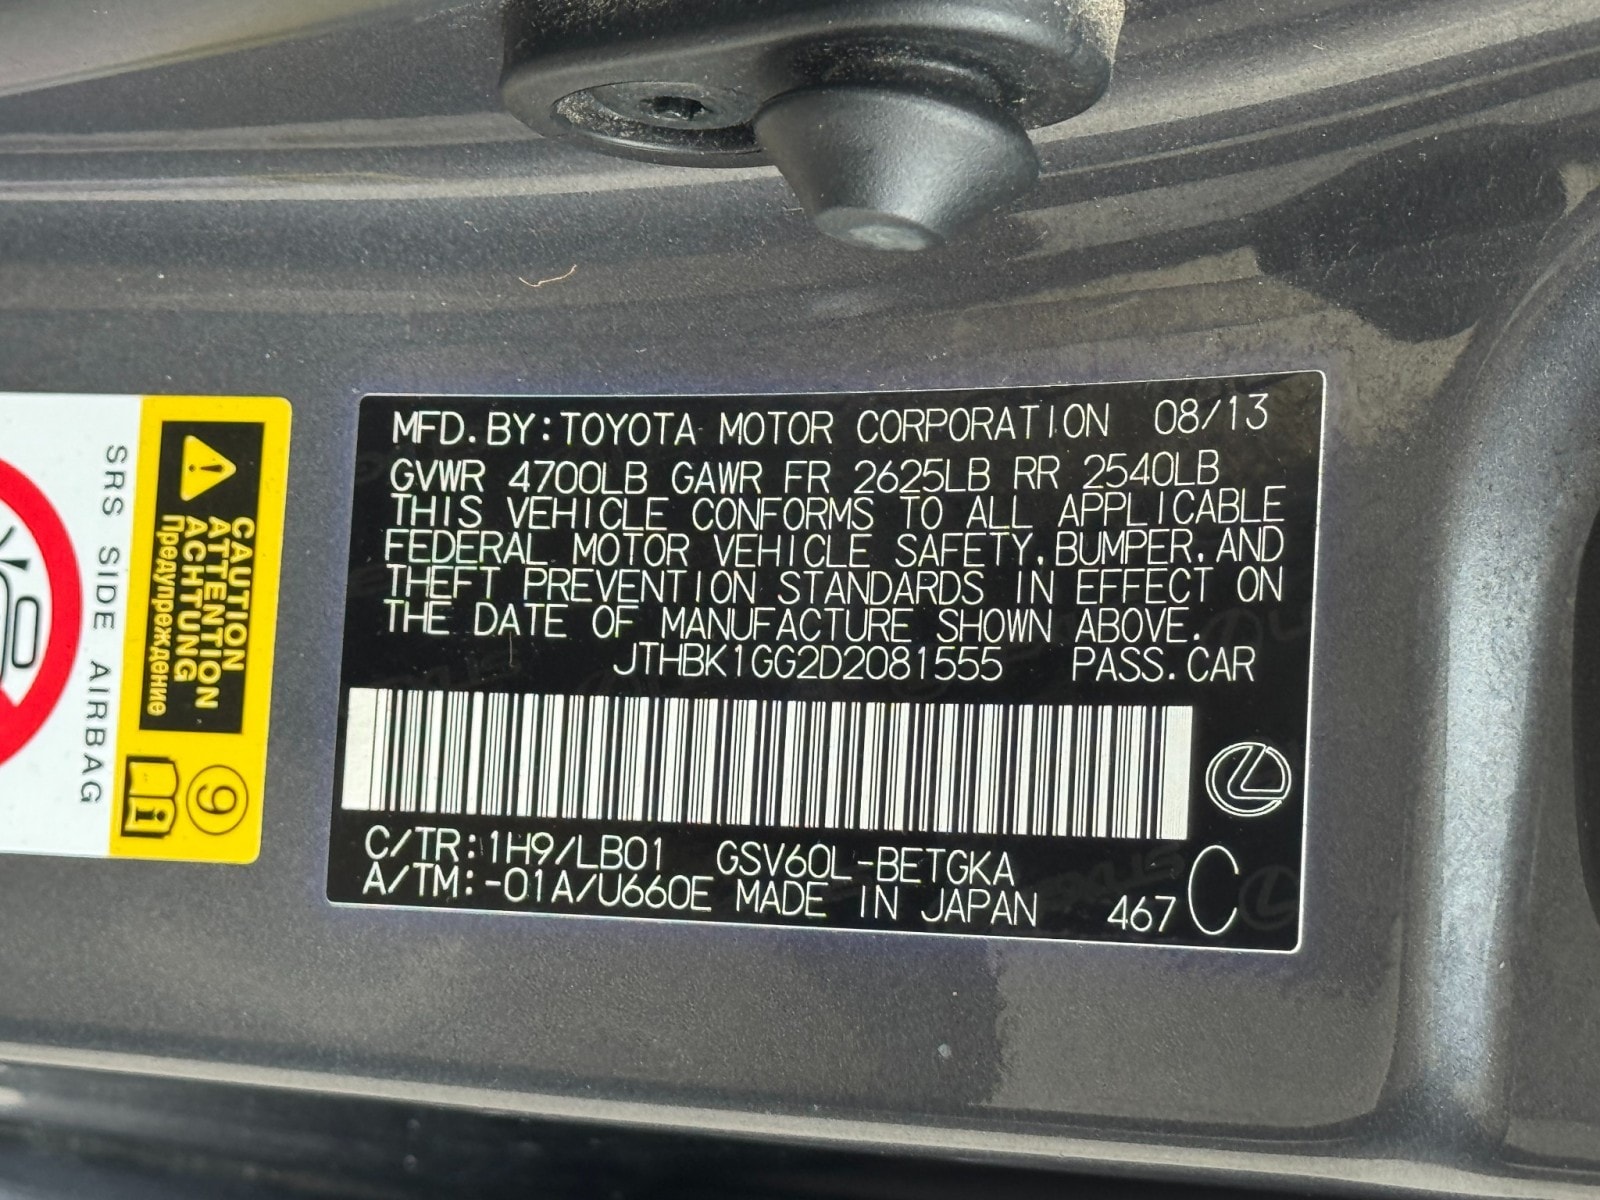 MFD. BY: TOYOTA MOTOR CORPORATION 08/13
GVWR 4700LB GAWR FR 2625LB RR 2540LB
THIS VEHICLE CONFORMS TO ALL APPLICABLE
FEDERAL MOTOR VEHICLE SAFETY, BUMPER, AND
THEFT PREVENTION STANDARDS IN EFFECT ON
THE DATE OF MANUFACTURE SHOWN ABOVE.
JTHBK1GG2D2081555 PASS. CAR
C/TR: 1H9/LB01 GSV60L-BETGKA
A/TM: -01A/U660E MADE IN JAPAN 467 C
CAUTION
ATTENTION
ACHTUNG
Предупреждение
9
i
SRS SIDE AIRBAG